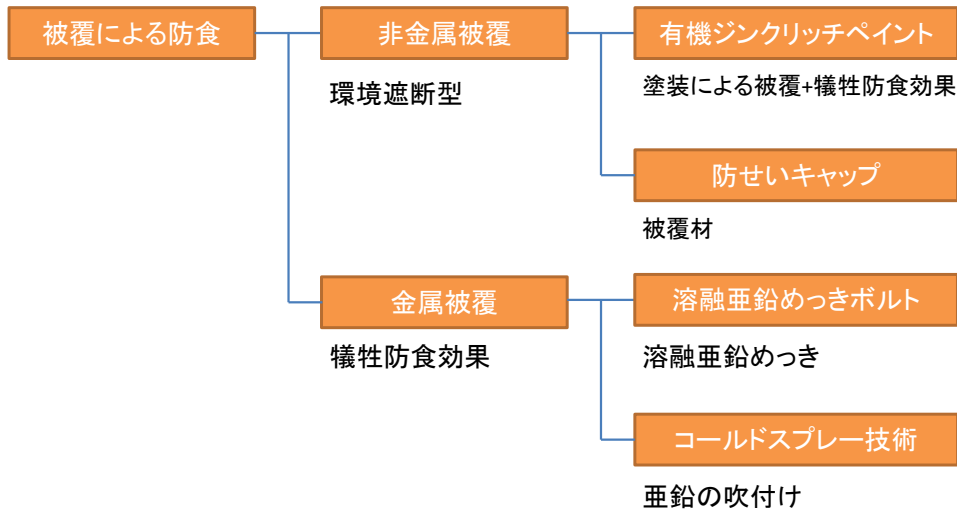 被覆による防食
非金属被覆
環境遮断型
有機ジンクリッチペイント
塗装による被覆+犠牲防食効果
防せいキャップ
被覆材
金属被覆
犠牲防食効果
溶融亜鉛めっきボルト
溶融亜鉛めっき
コールドスプレー技術
亜鉛の吹付け